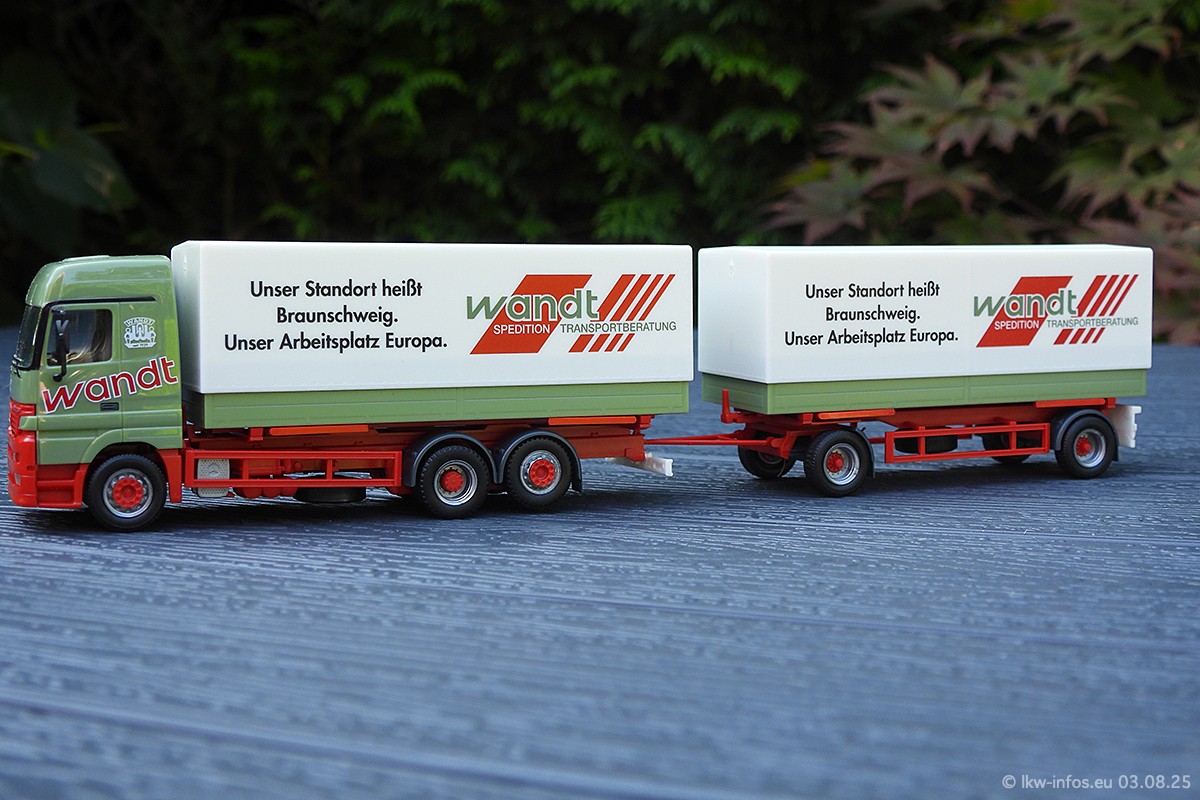 Unser Standort heißt
Braunschweig.
Unser Arbeitsplatz Europa.
wandt
SPEDITION TRANSPORTBERATUNG
Unser Standort heißt
Braunschweig.
Unser Arbeitsplatz Europa.
wandt
SPEDITION TRANSPORTBERATUNG
WANDT
wandt
© lkw-infos.eu 03.08.25